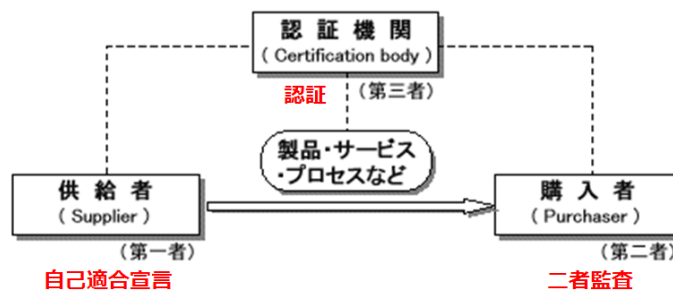 認証機関
( Certification body )
認証
(第三者)
製品・サービス
・プロセスなど
供給者
( Supplier )
購入者
( Purchaser )
(第一者)
(第二者)
自己適合宣言
二者監査